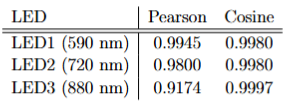 LED Pearson Cosine
LED1 (590 nm) 0.9945 0.9980
LED2 (720 nm) 0.9800 0.9980
LED3 (880 nm) 0.9174 0.9997